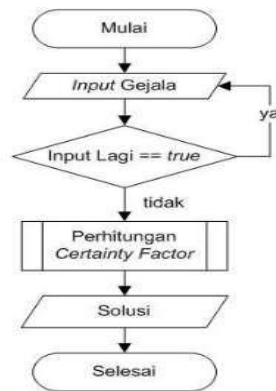 Mulai
Input Gejala
ya
Input Lagi == true
tidak
Perhitungan
Certainty Factor
Solusi
Selesai